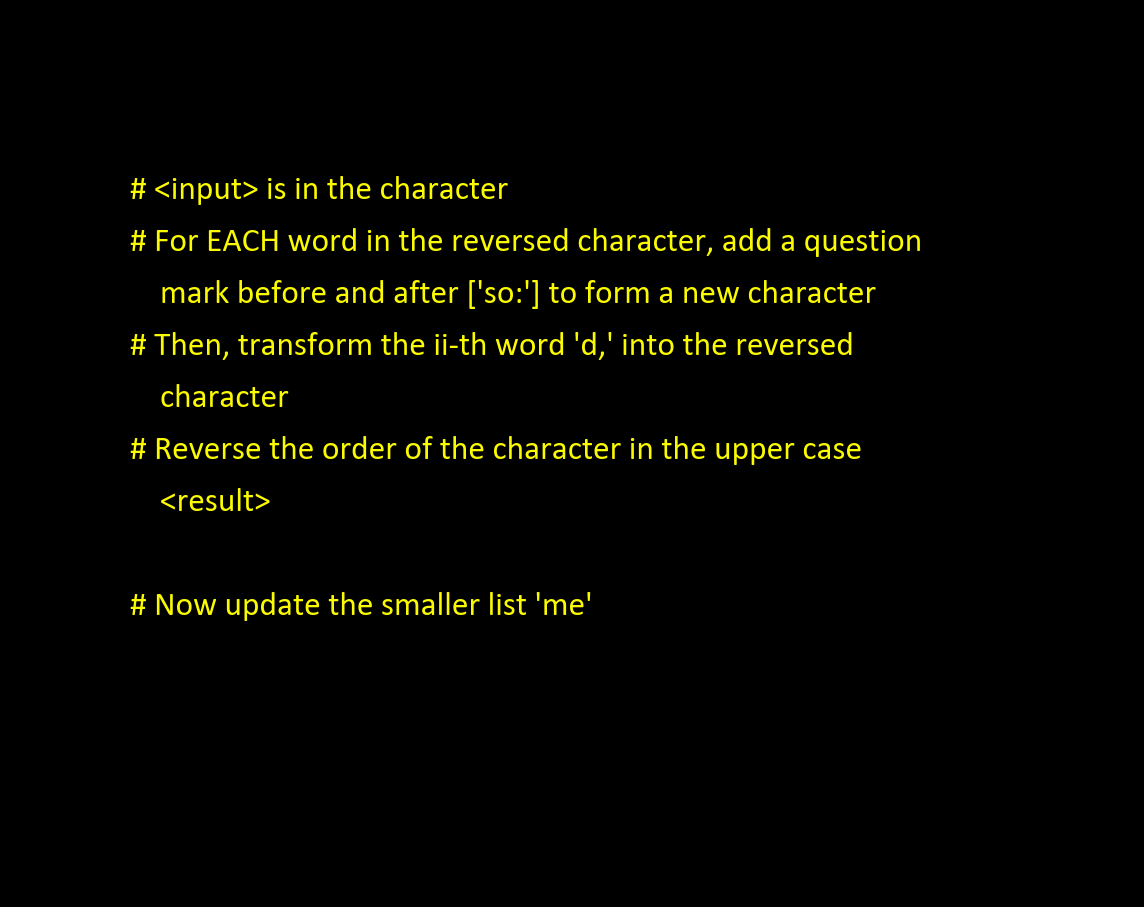 # <input> is in the character
# For EACH word in the reversed character, add a question
mark before and after ['so:'] to form a new character
# Then, transform the ii-th word 'd,' into the reversed
character
# Reverse the order of the character in the upper case
<result>
# Now update the smaller list 'me'